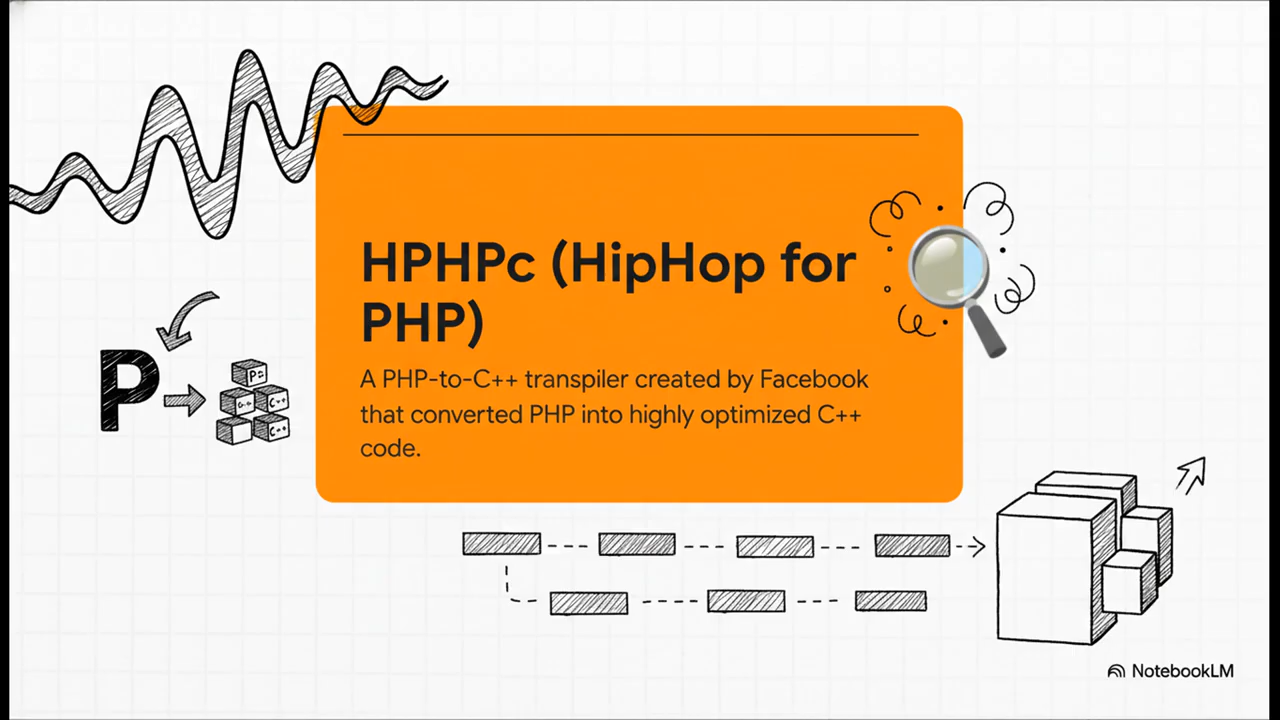 HPHPc (HipHop for
PHP)
A PHP-to-C++ transpiler created by Facebook
that converted PHP into highly optimized C++
code.
P
C++
C++
NotebookLM